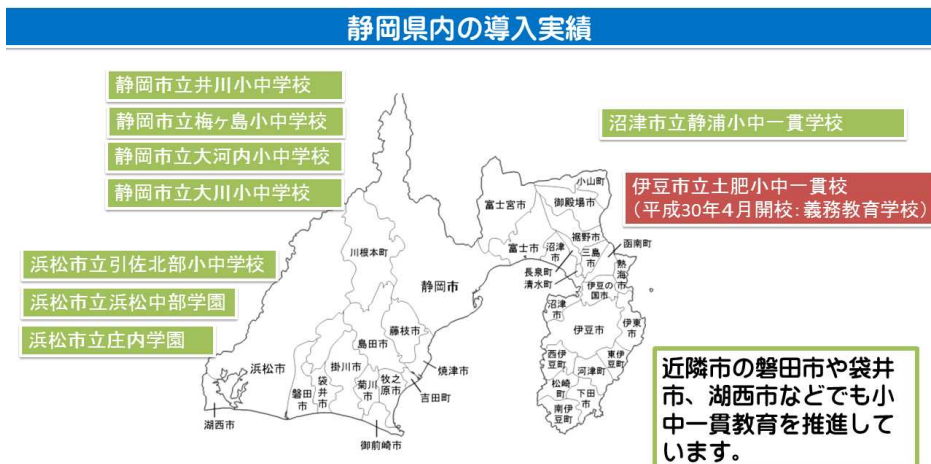 静岡県内の導入実績
静岡市立井川小中学校
静岡市立梅ヶ島小中学校
静岡市立大河内小中学校
静岡市立大川小中学校
沼津市立静浦小中一貫学校
伊豆市立土肥小中一貫校
（平成30年4月開校：義務教育学校）
浜松市立引佐北部小中学校
浜松市立浜松中部学園
浜松市立庄内学園
小山町
御殿場市
富士宮市
裾野市
函南町
富士市
沼津市
三島市
長泉町
清水町
熱海市
伊豆の国市
川根本町
静岡市
沼津市
伊豆市
伊東市
藤枝市
島田市
焼津市
西伊豆町
東伊豆町
河津町
浜松市
掛川市
袋井市
磐田市
菊川市
牧之原市
吉田町
松崎町
下田市
南伊豆町
湖西市
御前崎市
近隣市の磐田市や袋井
市、湖西市などでも小
中一貫教育を推進して
います。